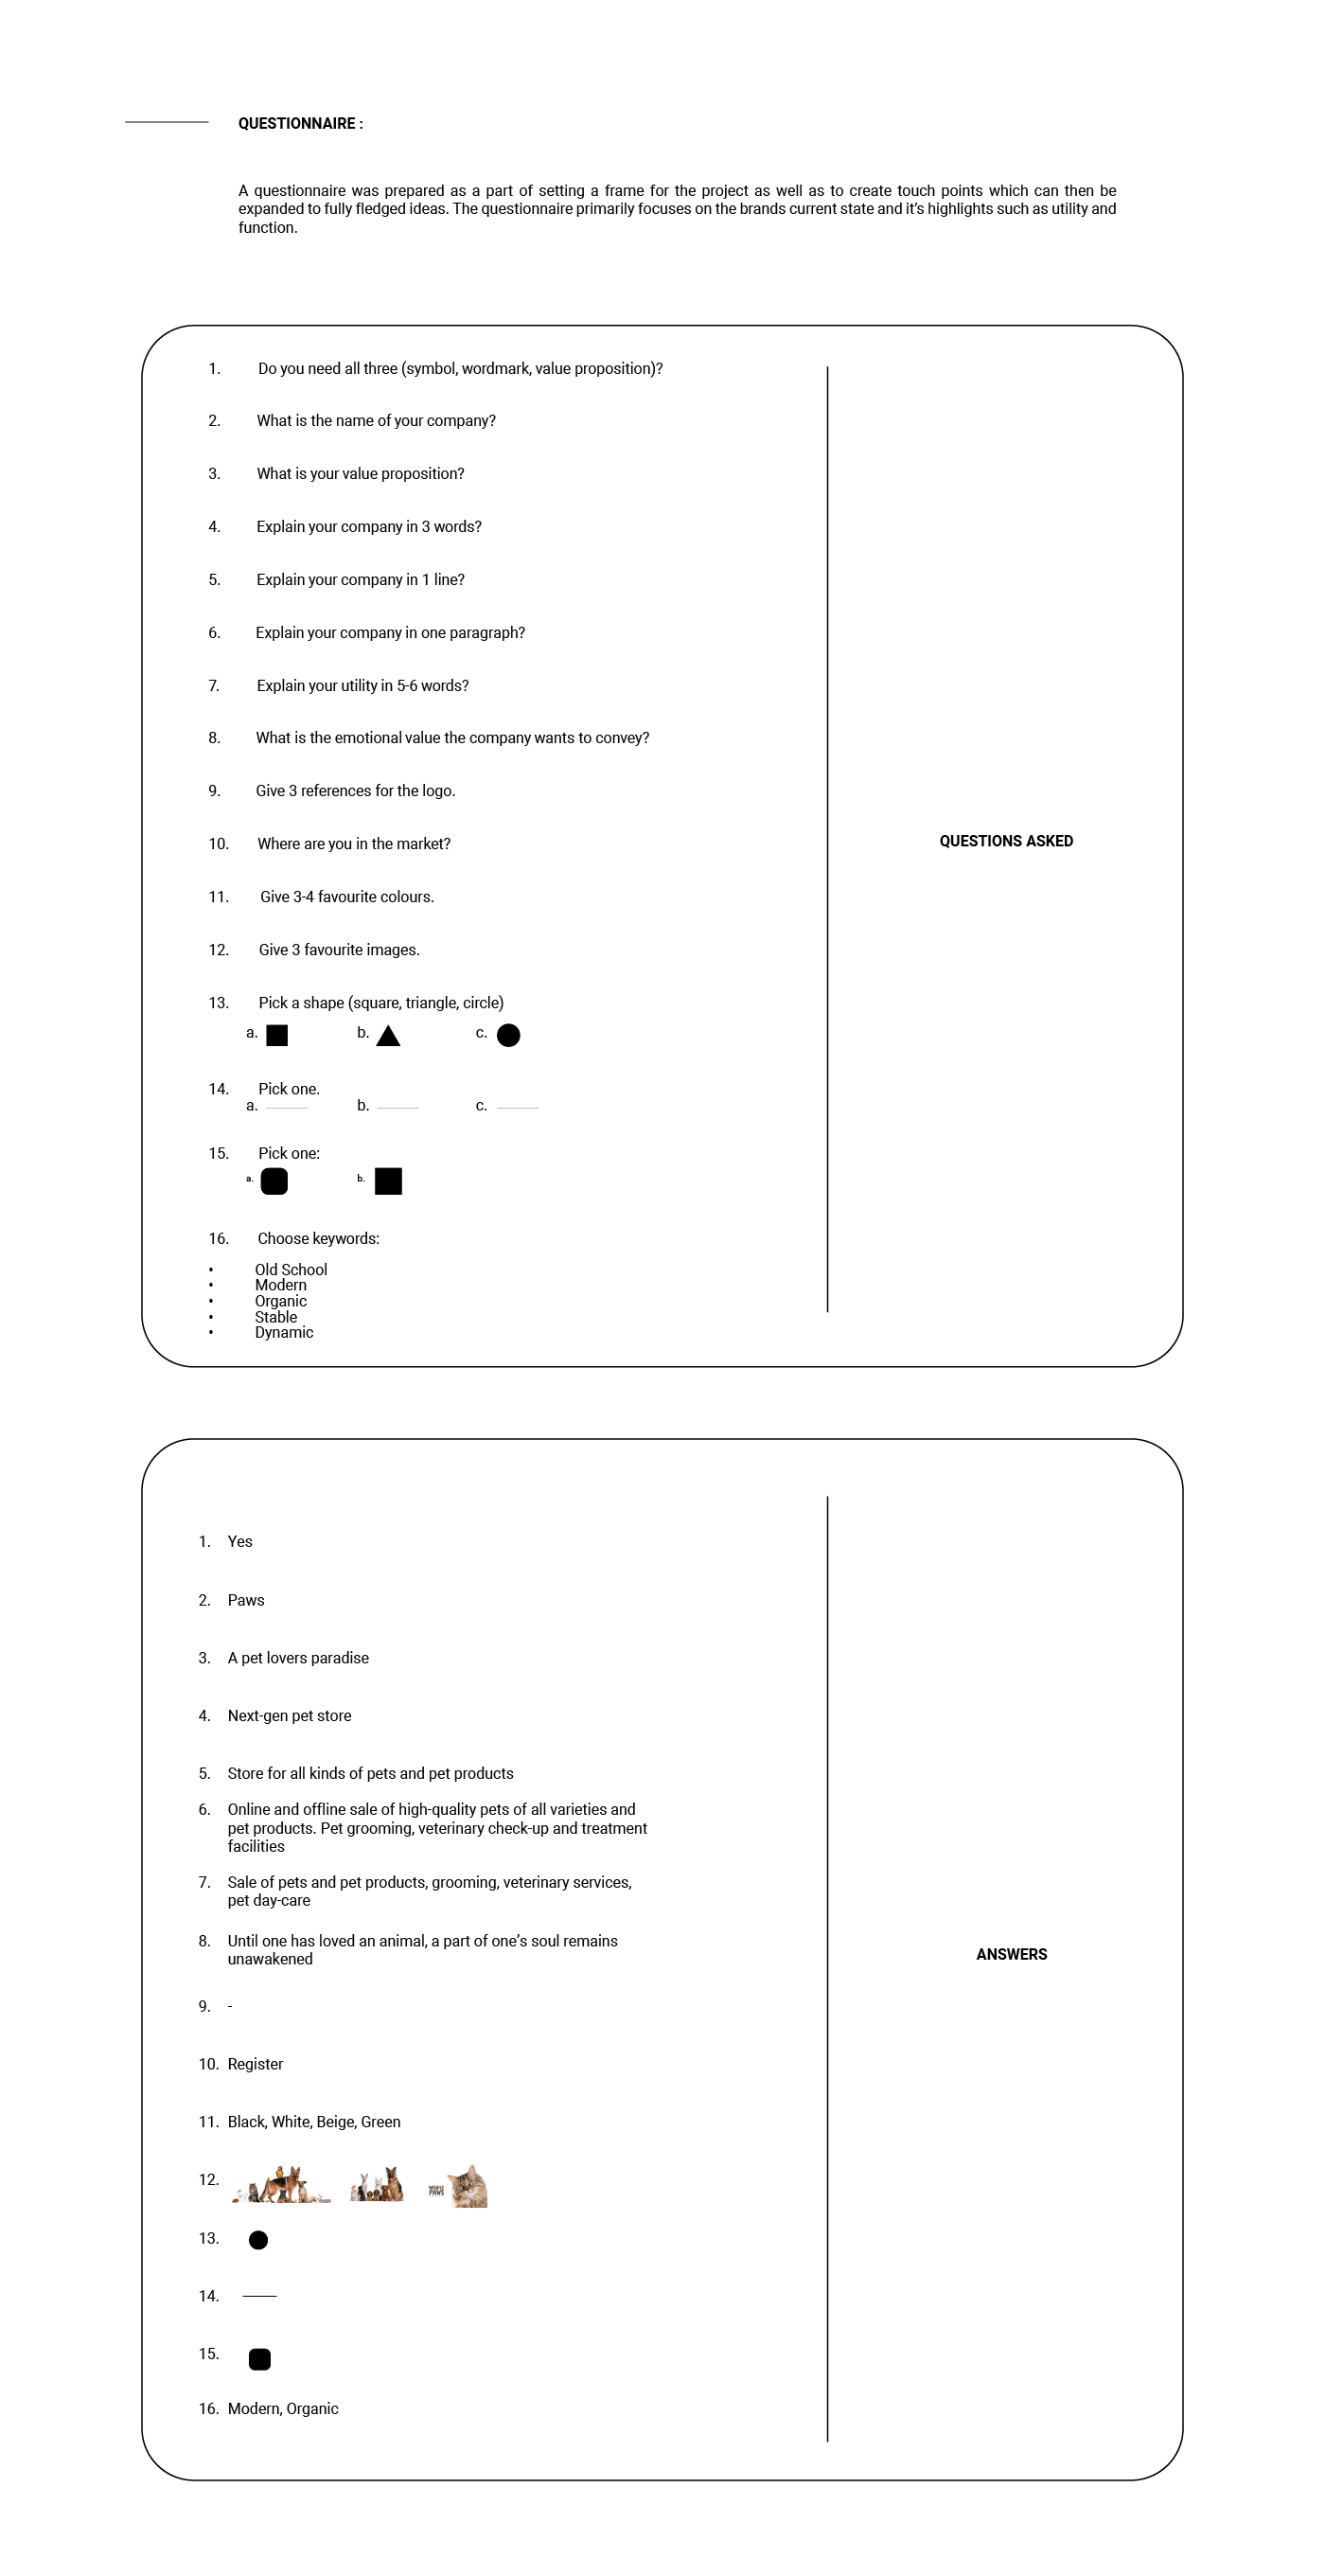 QUESTIONNAIRE :
A questionnaire was prepared as a part of setting a frame for the project as well as to create touch points which can then be
expanded to fully fledged ideas. The questionnaire primarily focuses on the brands current state and it’s highlights such as utility and
function.
1. Do you need all three (symbol, wordmark, value proposition)?
2. What is the name of your company?
3. What is your value proposition?
4. Explain your company in 3 words?
5. Explain your company in 1 line?
6. Explain your company in one paragraph?
7. Explain your utility in 5-6 words?
8. What is the emotional value the company wants to convey?
9. Give 3 references for the logo.
10. Where are you in the market?
11. Give 3-4 favourite colours.
12. Give 3 favourite images.
13. Pick a shape (square, triangle, circle)
a. b. c.
14. Pick one.
a. b. c.
15. Pick one:
a. b.
16. Choose keywords:
• Old School
• Modern
• Organic
• Stable
• Dynamic
QUESTIONS ASKED
1. Yes
2. Paws
3. A pet lovers paradise
4. Next-gen pet store
5. Store for all kinds of pets and pet products
6. Online and offline sale of high-quality pets of all varieties and
pet products. Pet grooming, veterinary check-up and treatment
facilities
7. Sale of pets and pet products, grooming, veterinary services,
pet day-care
8. Until one has loved an animal, a part of one’s soul remains
unawakened
9. -
10. Register
11. Black, White, Beige, Green
12.
PAWS
13.
14.
15.
16. Modern, Organic
ANSWERS